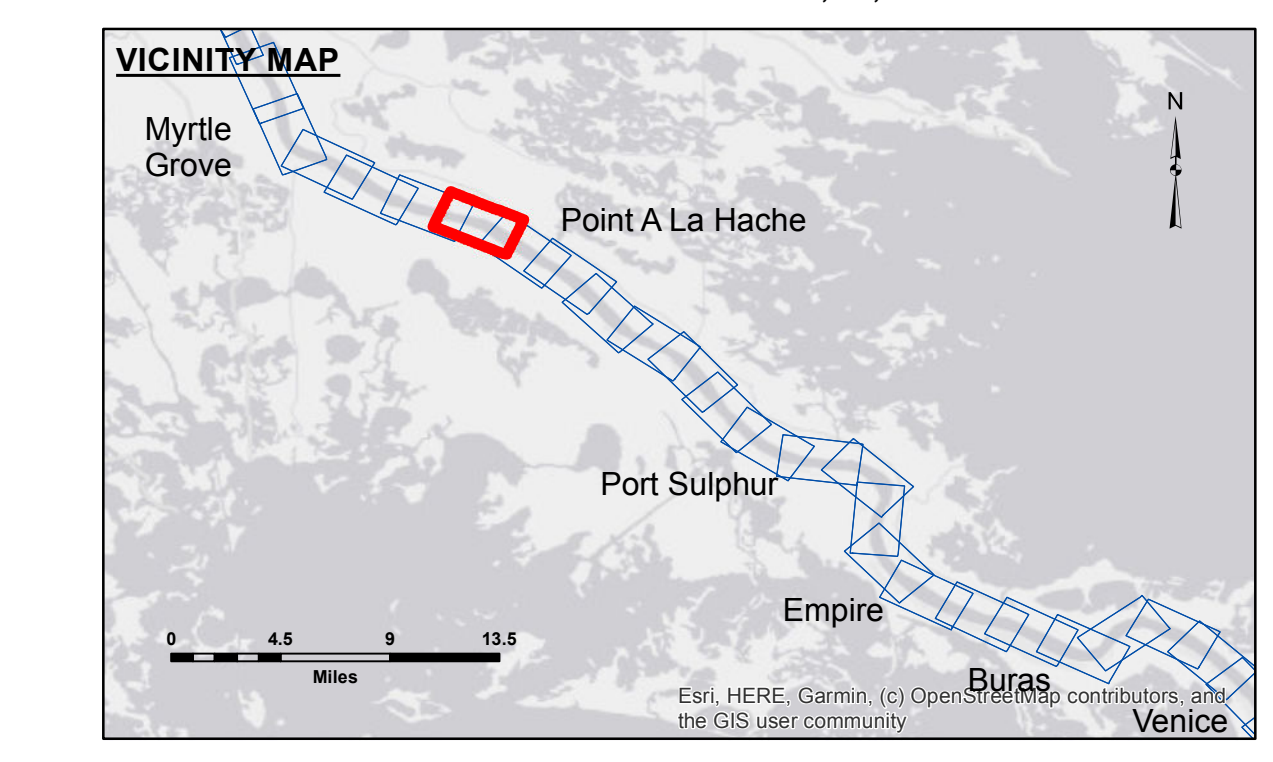 VICINITY MAP
N
Myrtle
Grove
Point A La Hache
Port Sulphur
Empire
0 4.5 9 13.5
Miles
Buras
Esri, HERE, Garmin, (c) OpenStreetMap contributors, and
the GIS user community
Venice